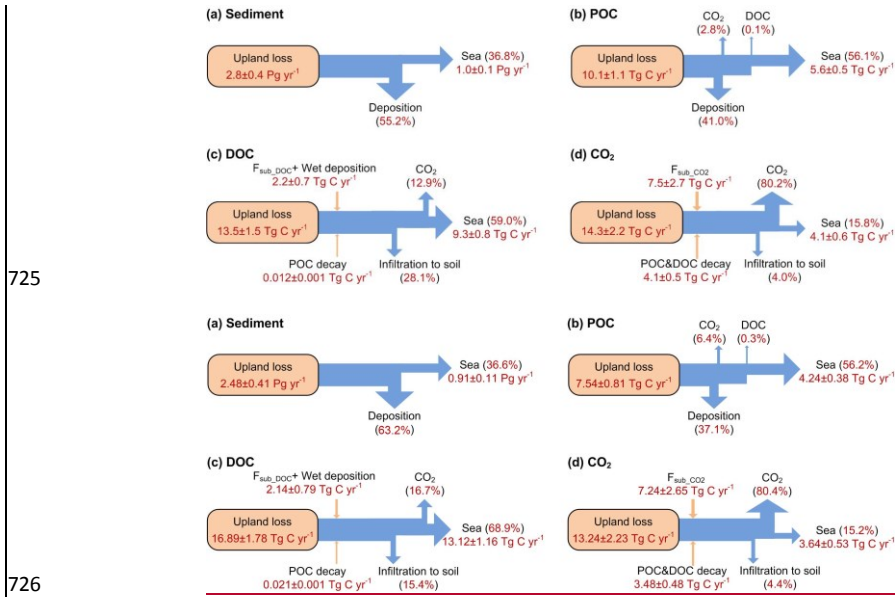 (a) Sediment
Upland loss
2.8±0.4 Pg yr⁻¹
Sea (36.8%)
1.0±0.1 Pg yr⁻¹
Deposition
(55.2%)
(b) POC
CO₂
(2.8%)
DOC
(0.1%)
Upland loss
10.1±1.1 Tg C yr⁻¹
Sea (56.1%)
5.6±0.5 Tg C yr⁻¹
Deposition
(41.0%)
(c) DOC
F_sub_DOC+ Wet deposition
2.2±0.7 Tg C yr⁻¹
CO₂
(12.9%)
Upland loss
13.5±1.5 Tg C yr⁻¹
Sea (59.0%)
9.3±0.8 Tg C yr⁻¹
POC decay
0.012±0.001 Tg C yr⁻¹
Infiltration to soil
(28.1%)
(d) CO₂
F_sub_CO2
7.5±2.7 Tg C yr⁻¹
CO₂
(80.2%)
Upland loss
14.3±2.2 Tg C yr⁻¹
Sea (15.8%)
4.1±0.6 Tg C yr⁻¹
POC&DOC decay
4.1±0.5 Tg C yr⁻¹
Infiltration to soil
(4.0%)
725
(a) Sediment
Upland loss
2.48±0.41 Pg yr⁻¹
Sea (36.6%)
0.91±0.11 Pg yr⁻¹
Deposition
(63.2%)
(b) POC
CO₂
(6.4%)
DOC
(0.3%)
Upland loss
7.54±0.81 Tg C yr⁻¹
Sea (56.2%)
4.24±0.38 Tg C yr⁻¹
Deposition
(37.1%)
(c) DOC
F_sub_DOC+ Wet deposition
2.14±0.79 Tg C yr⁻¹
CO₂
(16.7%)
Upland loss
16.89±1.78 Tg C yr⁻¹
Sea (68.9%)
13.12±1.16 Tg C yr⁻¹
POC decay
0.021±0.001 Tg C yr⁻¹
Infiltration to soil
(15.4%)
(d) CO₂
F_sub_CO2
7.24±2.65 Tg C yr⁻¹
CO₂
(80.4%)
Upland loss
13.24±2.23 Tg C yr⁻¹
Sea (15.2%)
3.64±0.53 Tg C yr⁻¹
POC&DOC decay
3.48±0.48 Tg C yr⁻¹
Infiltration to soil
(4.4%)
726